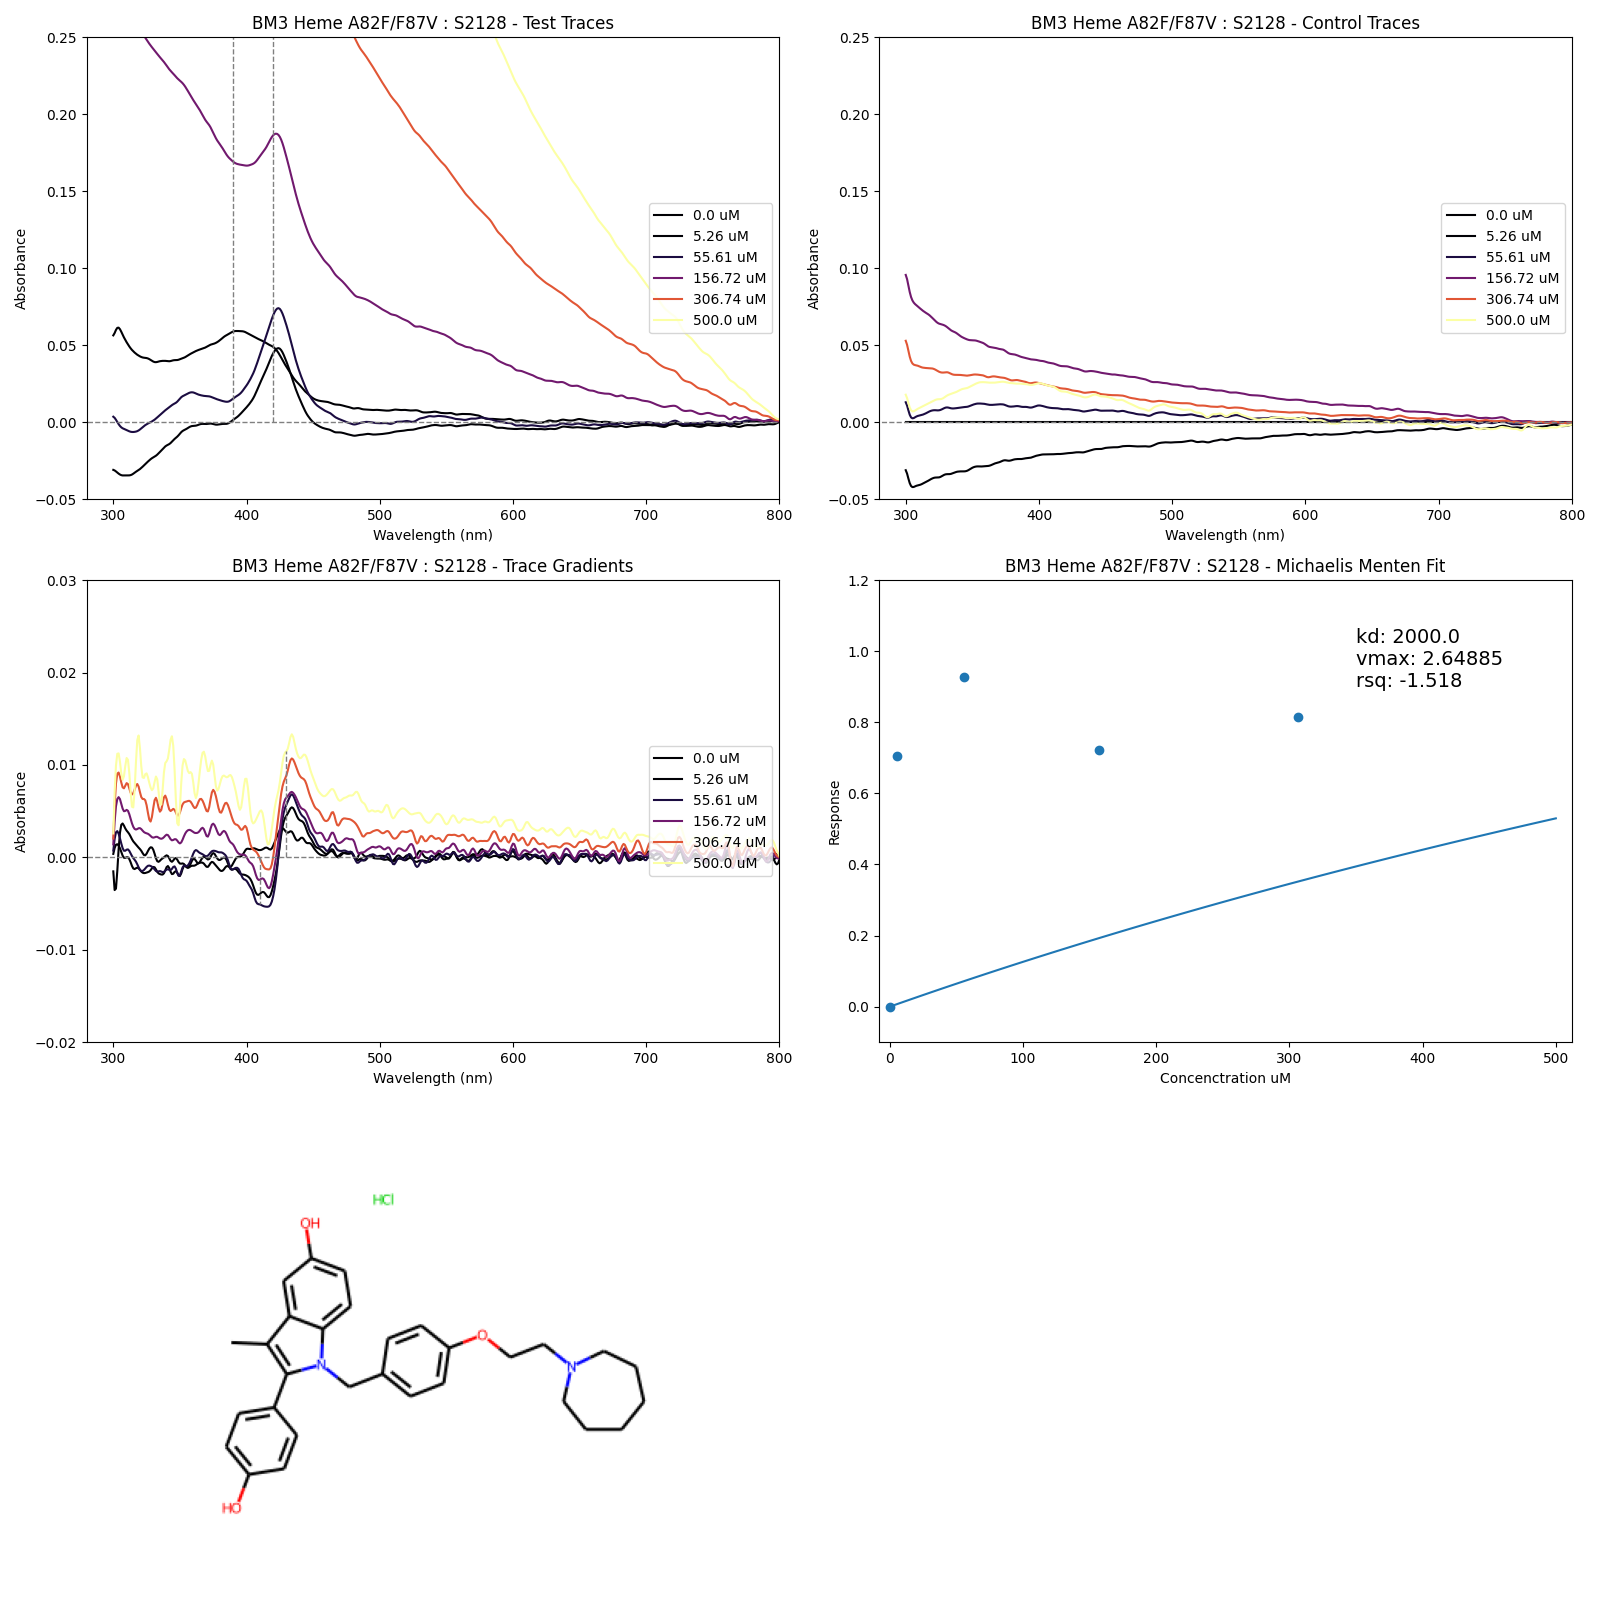 BM3 Heme A82F/F87V : S2128 - Test Traces
0.25
0.20
0.15
0.10
0.05
0.00
−0.05
Absorbance
300 400 500 600 700 800
Wavelength (nm)
0.0 uM
5.26 uM
55.61 uM
156.72 uM
306.74 uM
500.0 uM
BM3 Heme A82F/F87V : S2128 - Control Traces
0.25
0.20
0.15
0.10
0.05
0.00
−0.05
Absorbance
300 400 500 600 700 800
Wavelength (nm)
0.0 uM
5.26 uM
55.61 uM
156.72 uM
306.74 uM
500.0 uM
BM3 Heme A82F/F87V : S2128 - Trace Gradients
0.03
0.02
0.01
0.00
−0.01
−0.02
Absorbance
300 400 500 600 700 800
Wavelength (nm)
0.0 uM
5.26 uM
55.61 uM
156.72 uM
306.74 uM
500.0 uM
BM3 Heme A82F/F87V : S2128 - Michaelis Menten Fit
1.2
1.0
0.8
0.6
0.4
0.2
0.0
Response
0 100 200 300 400 500
Concenctration uM
kd: 2000.0
vmax: 2.64885
rsq: -1.518
HCl
OH
O
N
N
HO